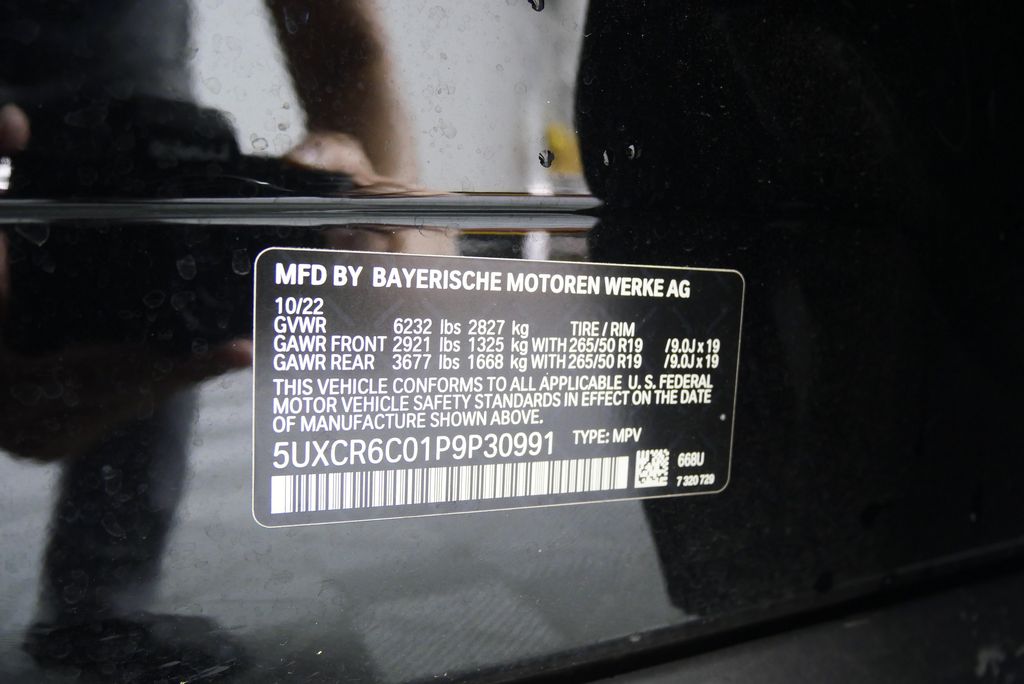 MFD BY BAYERISCHE MOTOREN WERKE AG
10/22
GVWR 6232 lbs 2827 kg TIRE / RIM
GAWR FRONT 2921 lbs 1325 kg WITH 265/50 R19 /9.0J x 19
GAWR REAR 3677 lbs 1668 kg WITH 265/50 R19 /9.0J x 19
THIS VEHICLE CONFORMS TO ALL APPLICABLE U. S. FEDERAL
MOTOR VEHICLE SAFETY STANDARDS IN EFFECT ON THE DATE
OF MANUFACTURE SHOWN ABOVE.
5UXCR6C01P9P30991 TYPE: MPV
668U
7 320 729